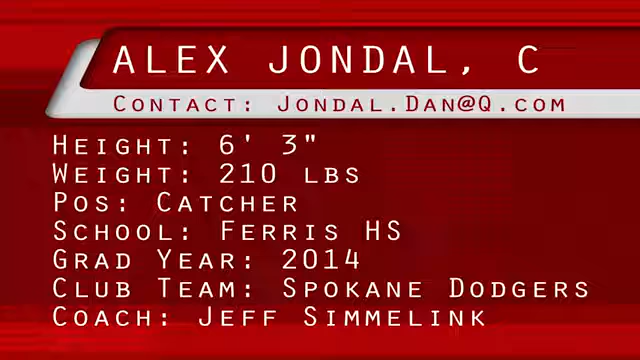 ALEX JONDAL, C
CONTACT: JONDAL.DAN@Q.COM
HEIGHT: 6' 3"
WEIGHT: 210 LBS
POS: CATCHER
SCHOOL: FERRIS HS
GRAD YEAR: 2014
CLUB TEAM: SPOKANE DODGERS
COACH: JEFF SIMMELINK